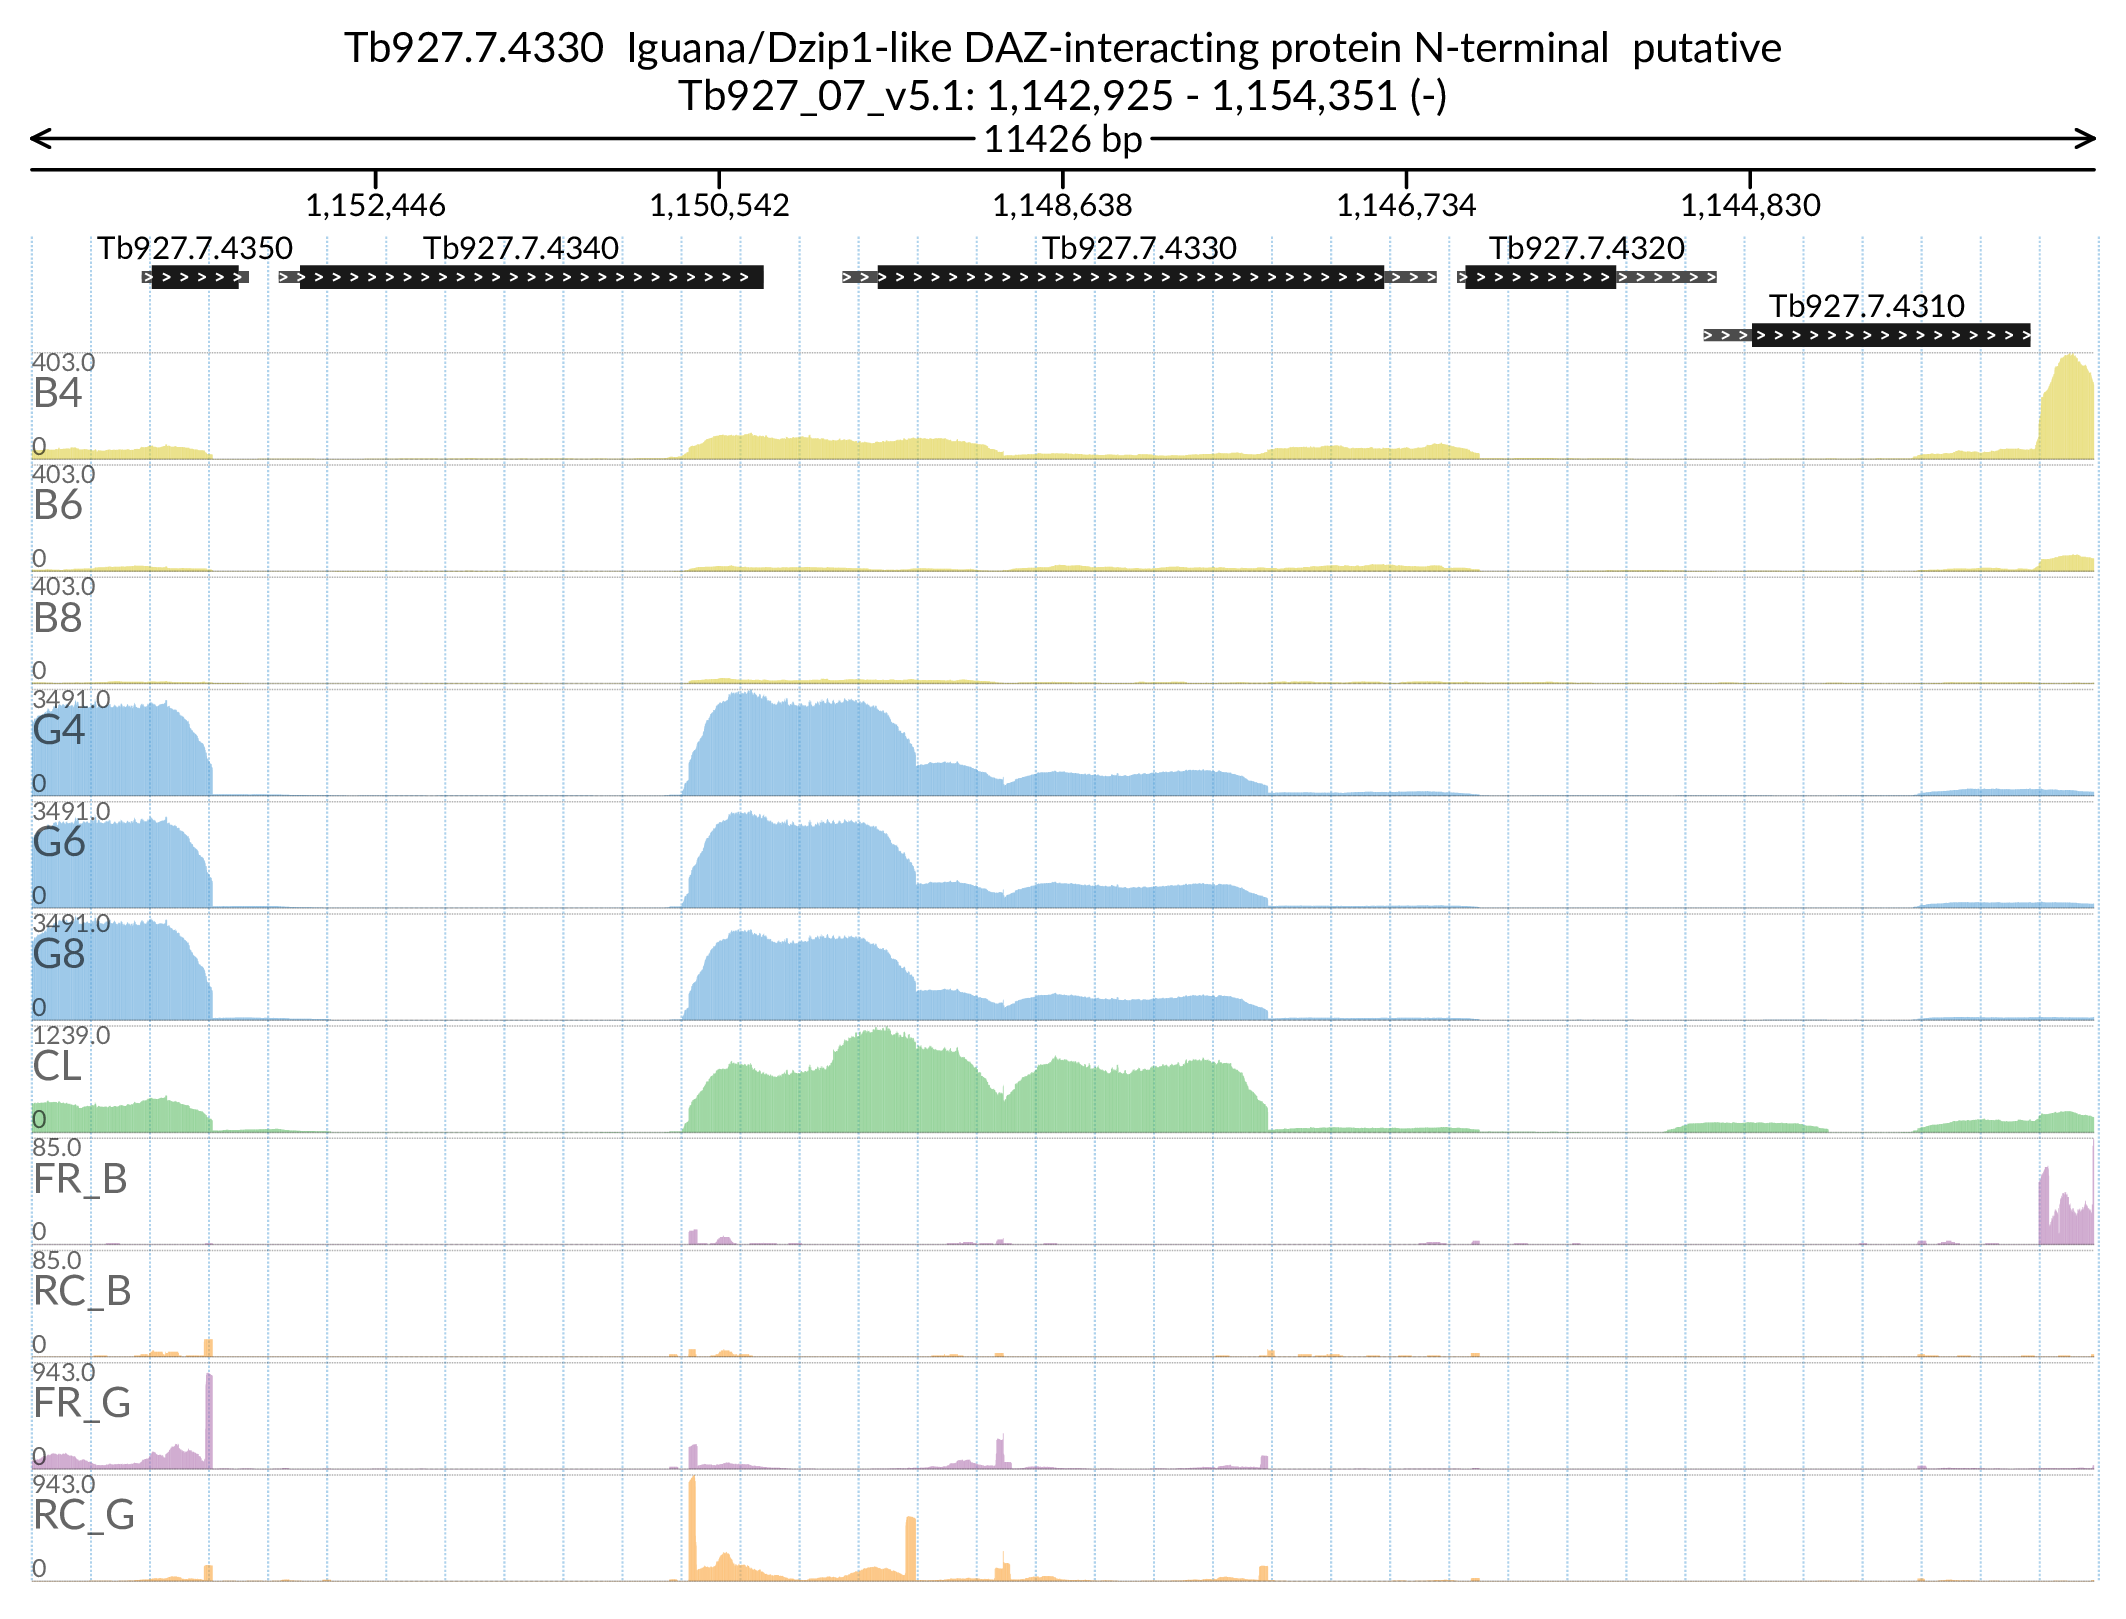 Tb927.7.4330 Iguana/Dzip1-like DAZ-interacting protein N-terminal putative
Tb927_07_v5.1: 1,142,925 - 1,154,351 (-)
11426 bp
1,152,446 1,150,542 1,148,638 1,146,734 1,144,830
Tb927.7.4350 Tb927.7.4340 Tb927.7.4330 Tb927.7.4320
Tb927.7.4310
403.0
B4
0
403.0
B6
0
403.0
B8
0
3491.0
G4
0
3491.0
G6
0
3491.0
G8
0
1239.0
CL
0
85.0
FR_B
0
85.0
RC_B
0
943.0
FR_G
0
943.0
RC_G
0